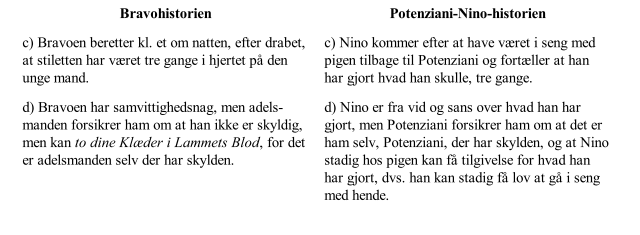 Bravohistorien
c) Bravoen beretter kl. et om natten, efter drabet,
at stiletten har været tre gange i hjertet på den
unge mand.
d) Bravoen har samvittighedsnag, men adels-
manden forsikrer ham om at han ikke er skyldig,
men kan to dine Klæder i Lammets Blod, for det
er adelsmanden selv der har skylden.
Potenziani-Nino-historien
c) Nino kommer efter at have været i seng med
pigen tilbage til Potenziani og fortæller at han
har gjort hvad han skulle, tre gange.
d) Nino er fra vid og sans over hvad han har
gjort, men Potenziani forsikrer ham om at det er
ham selv, Potenziani, der har skylden, og at Nino
stadig hos pigen kan få tilgivelse for hvad han
har gjort, dvs. han kan stadig få lov at gå i seng
med hende.